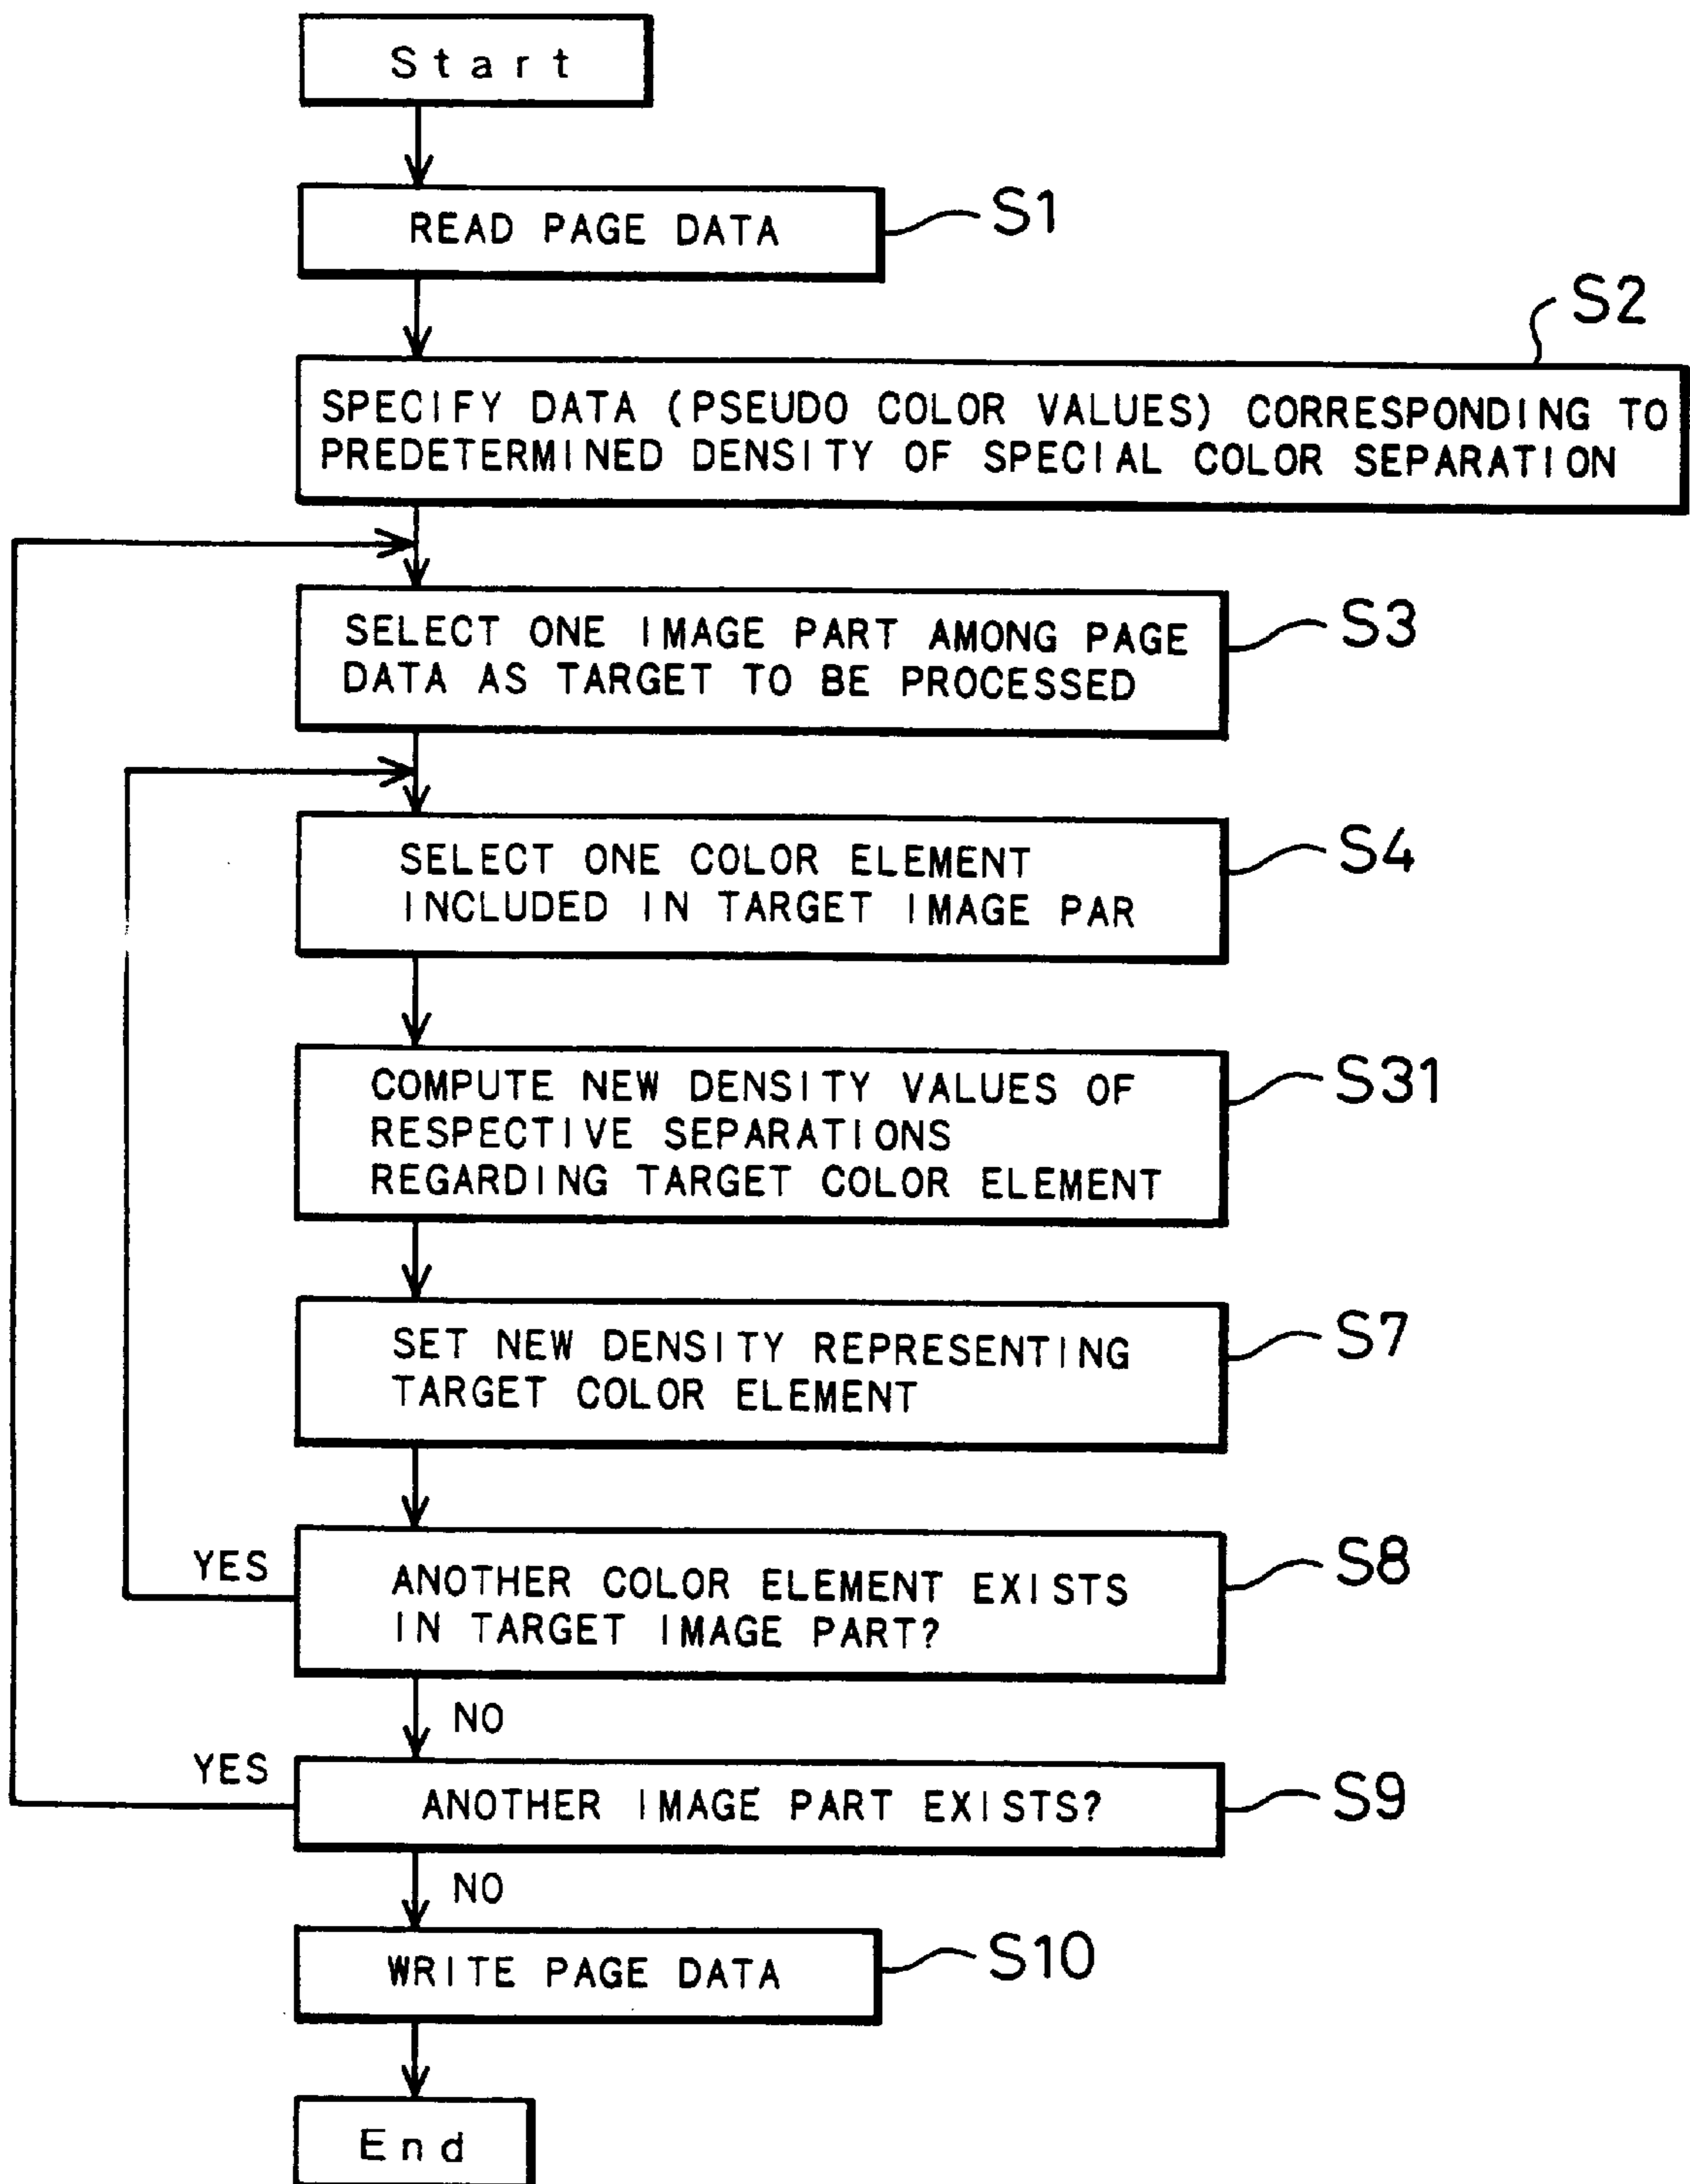 Start
READ PAGE DATA
S1
S2
SPECIFY DATA (PSEUDO COLOR VALUES) CORRESPONDING TO
PREDETERMINED DENSITY OF SPECIAL COLOR SEPARATION
SELECT ONE IMAGE PART AMONG PAGE
DATA AS TARGET TO BE PROCESSED
S3
SELECT ONE COLOR ELEMENT
INCLUDED IN TARGET IMAGE PAR
S4
COMPUTE NEW DENSITY VALUES OF
RESPECTIVE SEPARATIONS
REGARDING TARGET COLOR ELEMENT
S31
SET NEW DENSITY REPRESENTING
TARGET COLOR ELEMENT
S7
YES
ANOTHER COLOR ELEMENT EXISTS
IN TARGET IMAGE PART?
S8
NO
YES
ANOTHER IMAGE PART EXISTS?
S9
NO
WRITE PAGE DATA
S10
End